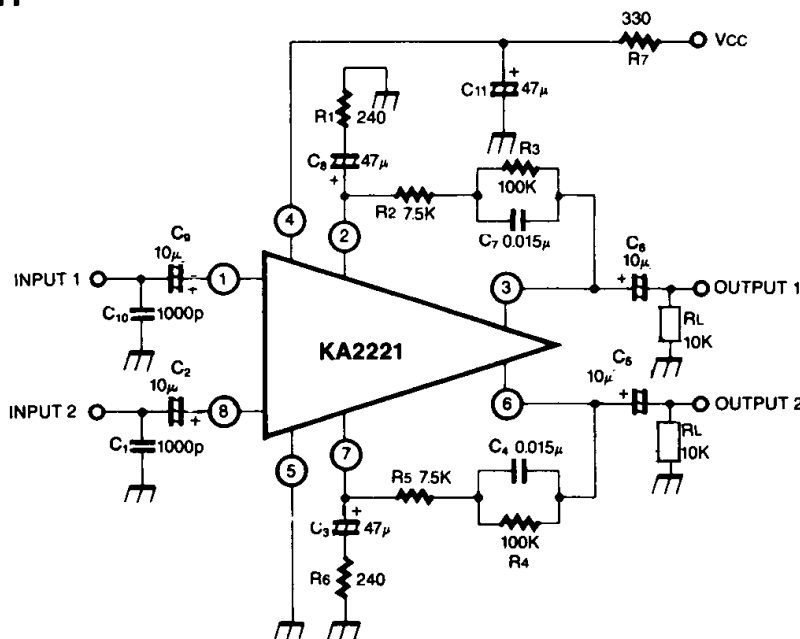 330
VCC
R7
C11 47μ
R1 240
C8 47μ
+
R3
100K
R2 7.5K
C7 0.015μ
4
2
C9
10μ
INPUT 1
1
C10 1000p
3
C6
10μ
OUTPUT 1
RL
10K
KA2221
C2
10μ
INPUT 2
8
C1 1000p
6
C5
10μ
OUTPUT 2
RL
10K
5
7
C4 0.015μ
R5 7.5K
C3 47μ
100K
R4
R6 240